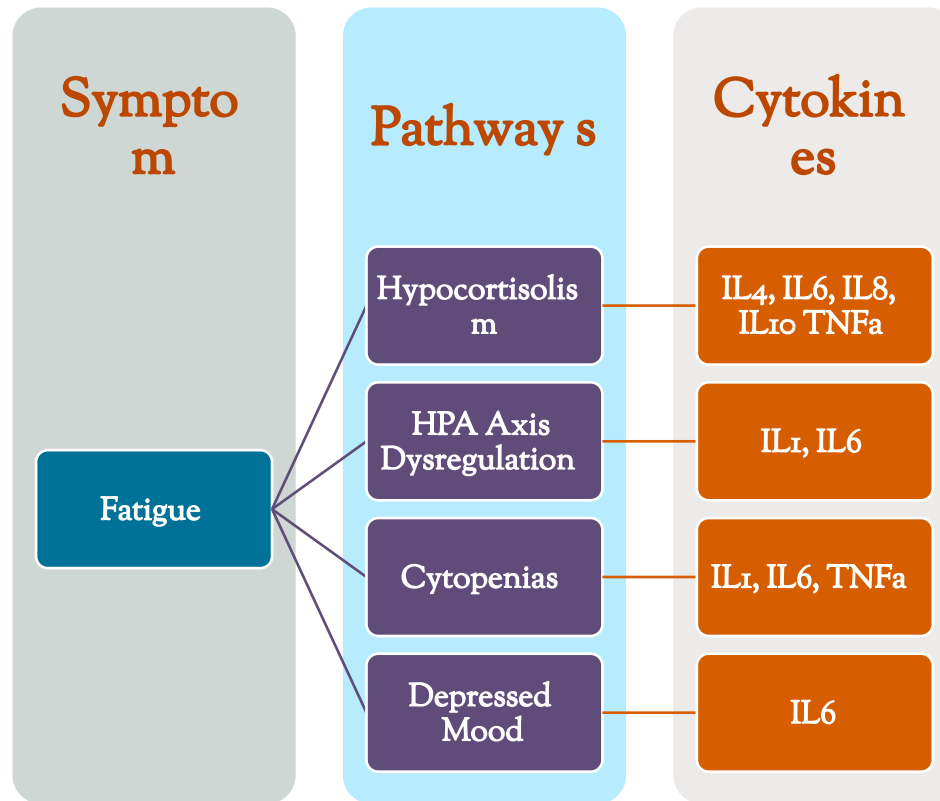 Sympto
m
Pathway s
Cytokin
es
Fatigue
Hypocortisolis
m
HPA Axis
Dysregulation
Cytopenias
Depressed
Mood
IL4, IL6, IL8,
IL10 TNFa
IL1, IL6
IL1, IL6, TNFa
IL6